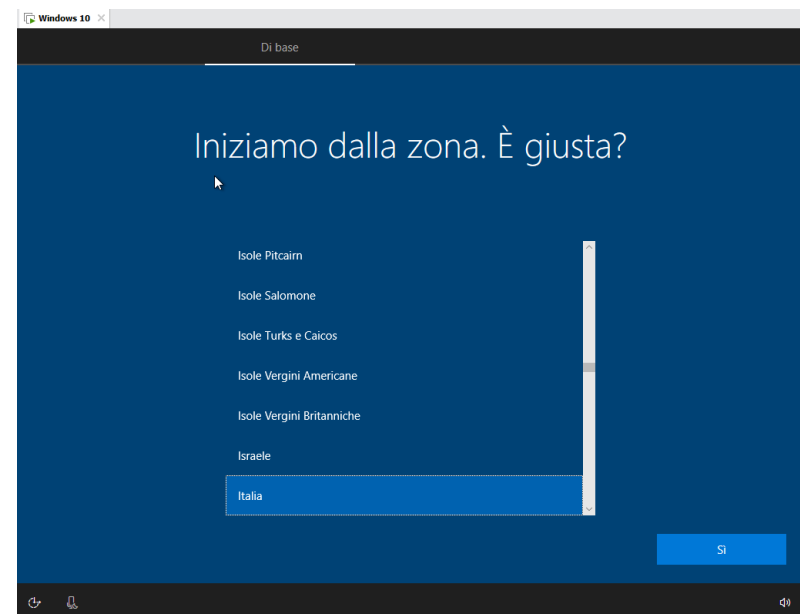 Windows 10
Di base
Iniziamo dalla zona. È giusta?
Isole Pitcairn
Isole Salomone
Isole Turks e Caicos
Isole Vergini Americane
Isole Vergini Britanniche
Israele
Italia
Sì